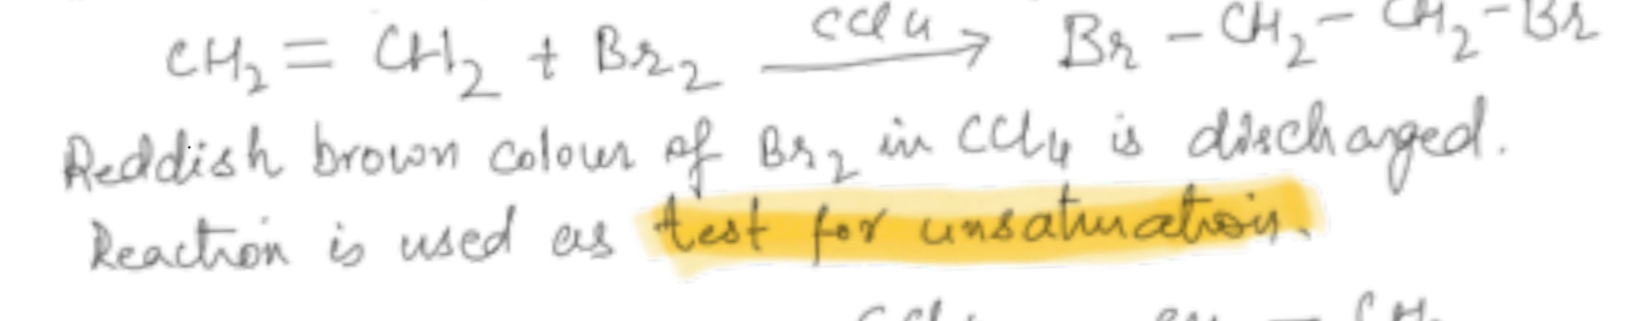 CH₂ = CH₂ + Br₂ —CCl4→ Br - CH₂ - CH₂ - Br
Reddish brown colour of Br₂ in CCl₄ is discharged.
Reaction is used as test for unsaturation.